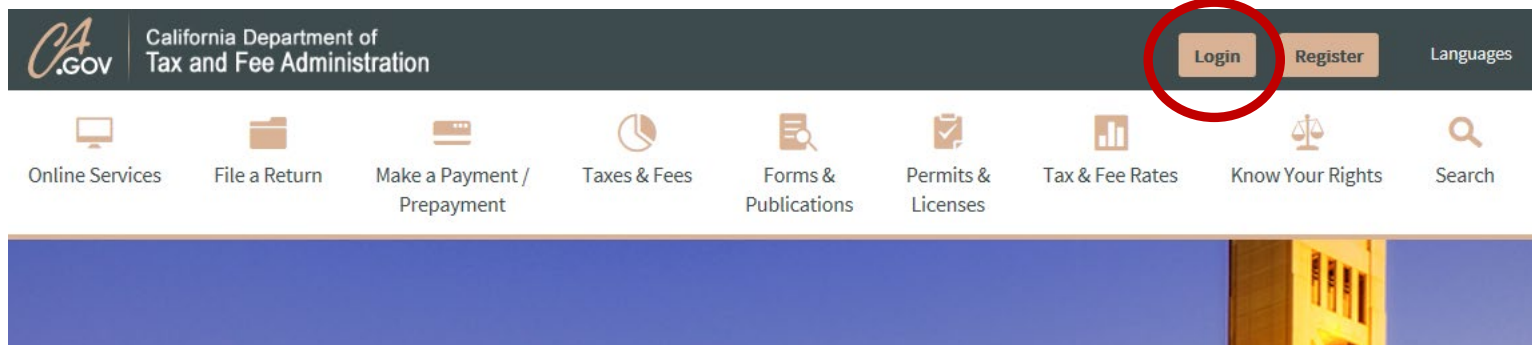 CA
.GOV
California Department of
Tax and Fee Administration
Login
Register
Languages
Online Services
File a Return
Make a Payment /
Prepayment
Taxes & Fees
Forms &
Publications
Permits &
Licenses
Tax & Fee Rates
Know Your Rights
Search